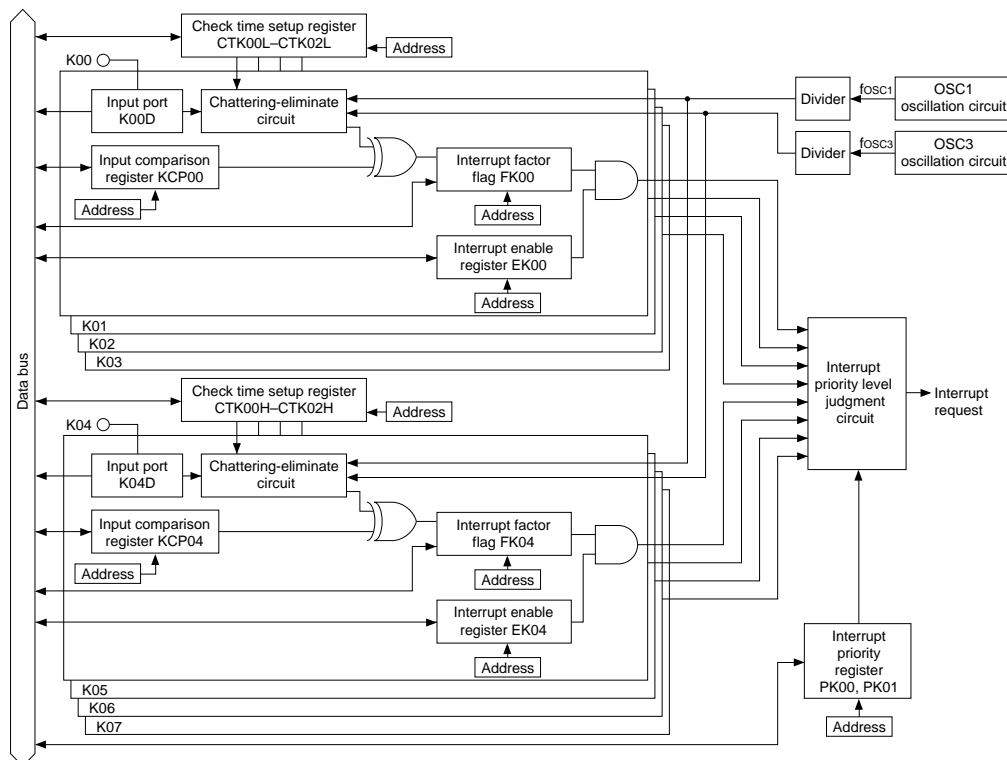 Data bus
Check time setup register
CTK00L–CTK02L
Address
K00
Input port
K00D
Chattering-eliminate
circuit
Divider
fOSC1
OSC1
oscillation circuit
Divider
fOSC3
OSC3
oscillation circuit
Input comparison
register KCP00
Address
Interrupt factor
flag FK00
Address
Interrupt enable
register EK00
Address
K01
K02
K03
Check time setup register
CTK00H–CTK02H
Address
K04
Input port
K04D
Chattering-eliminate
circuit
Input comparison
register KCP04
Address
Interrupt factor
flag FK04
Address
Interrupt enable
register EK04
Address
K05
K06
K07
Interrupt
priority level
judgment
circuit
Interrupt
request
Interrupt
priority
register
PK00, PK01
Address